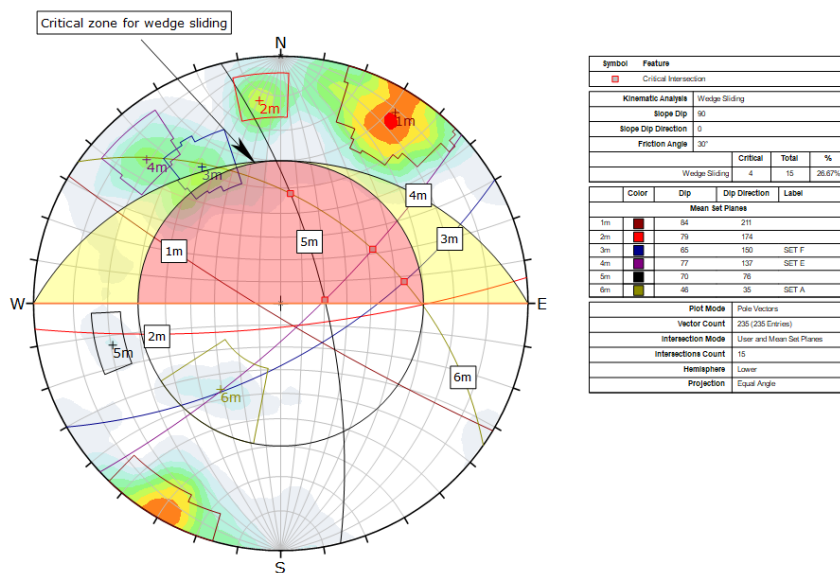 Critical zone for wedge sliding
N
1m
2m
3m
4m
4m
5m
3m
1m
W
E
2m
5m
6m
6m
S
Symbol Feature
Critical Intersection
Kinematic Analysis Wedge Sliding
Slope Dip 90
Slope Dip Direction 0
Friction Angle 30°
Critical Total %
Wedge Sliding 4 15 26.67%
Color Dip Dip Direction Label
Mean Set Planes
1m 84 211
2m 79 174
3m 65 150 SET F
4m 77 137 SET E
5m 70 76
6m 46 35 SET A
Plot Mode Pole Vectors
Vector Count 235 (235 Entries)
Intersection Mode User and Mean Set Planes
Intersections Count 15
Hemisphere Lower
Projection Equal Angle